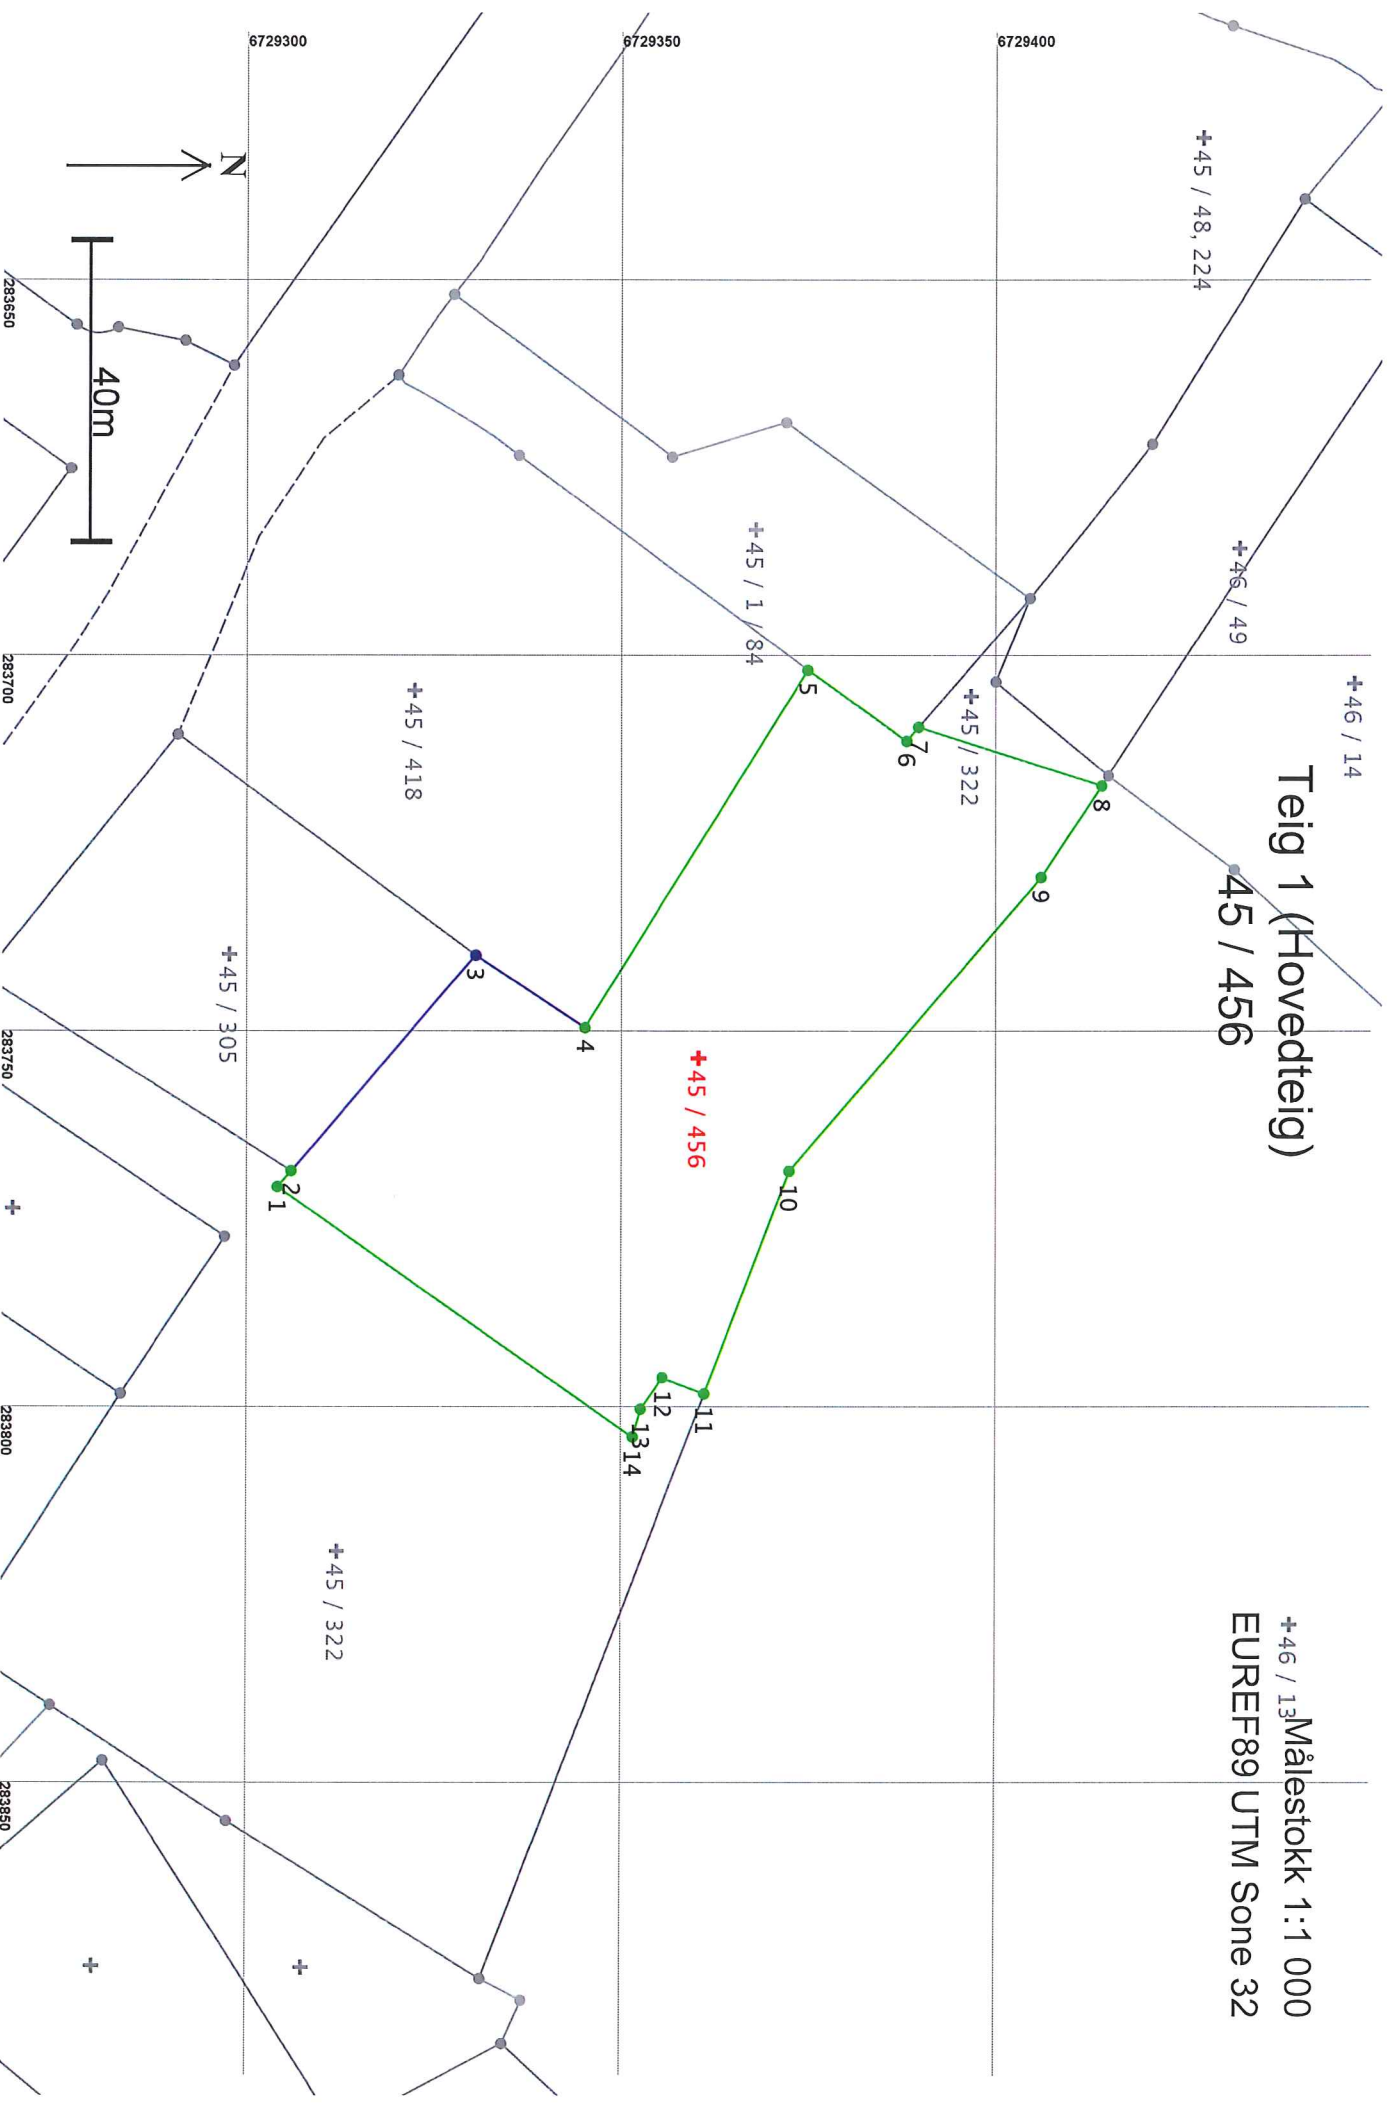 Teig 1 (Hovedteig)
45 / 456
Målestokk 1:1 000
EUREF89 UTM Sone 32
+46 / 13
+46 / 14
+46 / 49
+45 / 48, 224
+45 / 322
+45 / 1 / 84
+45 / 456
+45 / 418
+45 / 305
+45 / 322
6729400
6729350
6729300
283650
283700
283750
283800
283850
N
40m
1
2
3
4
5
6
7
8
9
10
11
12
13
14